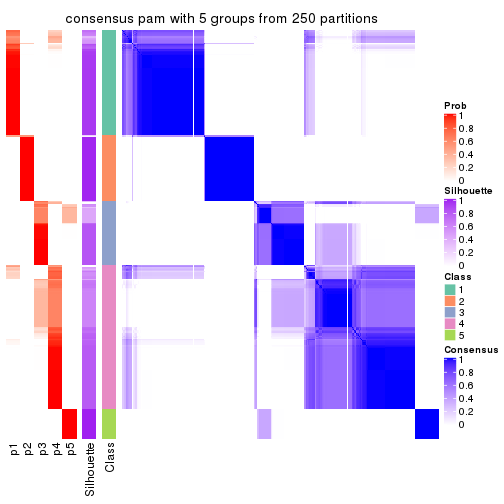 consensus pam with 5 groups from 250 partitions
Prob
1
0.8
0.6
0.4
0.2
0
Silhouette
1
0.8
0.6
0.4
0.2
0
Class
1
2
3
4
5
Consensus
1
0.8
0.6
0.4
0.2
0
p1
p2
p3
p4
p5
Silhouette
Class